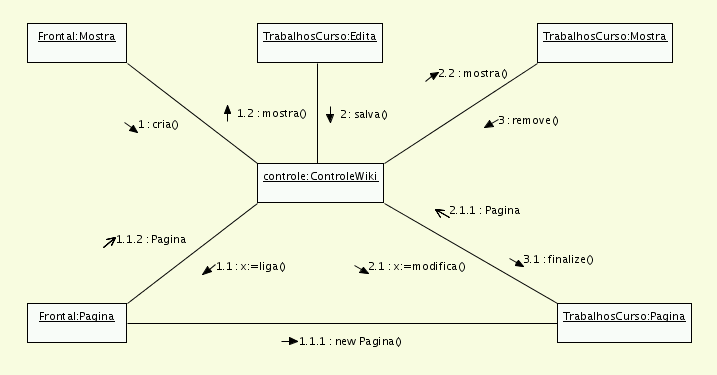 Frontal:Mostra
TrabalhosCurso:Edita
TrabalhosCurso:Mostra
2.2 : mostra()
1.2 : mostra()
2: salva()
1 : cria()
3 : remove()
controle:ControleWiki
2.1.1 : Pagina
1.1.2 : Pagina
3.1 : finalize()
1.1 : x:=liga()
2.1 : x:=modifica()
Frontal:Pagina
TrabalhosCurso:Pagina
1.1.1 : new Pagina()